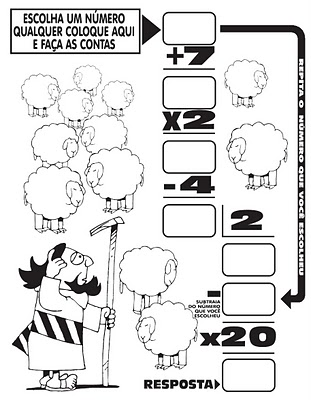 ESCOLHA UM NÚMERO
QUALQUER COLOQUE AQUI
E FAÇA AS CONTAS
+7
X2
-4
2
REPITA O NÚMERO QUE VOCÊ ESCOLHEU
-
SUBTRAIA
DO NÚMERO
QUE VOCÊ
ESCOLHEU
x20
RESPOSTA